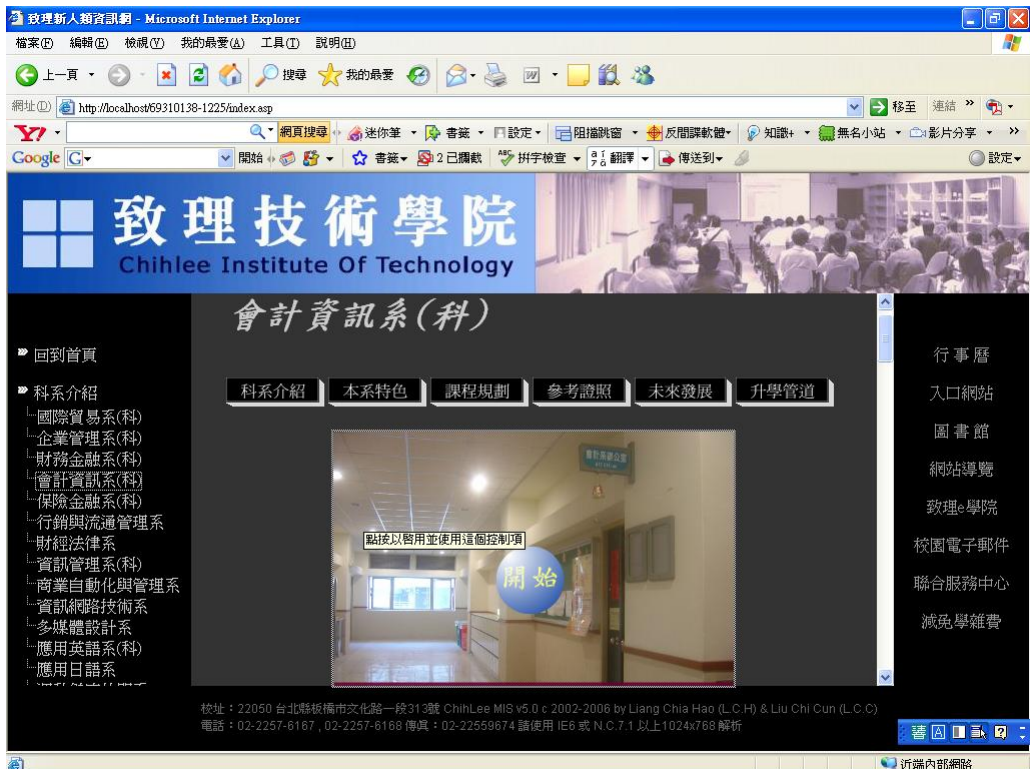 致理新人類資訊網 - Microsoft Internet Explorer
檔案(F) 編輯(E) 檢視(V) 我的最愛(A) 工具(T) 說明(H)
上一頁 搜尋 我的最愛
網址(D) http://localhost/69310138-1225/index.asp 移至 連結 »
Y! 網頁搜尋 迷你筆 書籤 設定 阻擋跳窗 反間諜軟體 知識+ 無名小站 影片分享 »
Google G 開始 書籤 2 已攔截 拼字檢查 翻譯 傳送到 設定
致理技術學院
Chihlee Institute Of Technology
會計資訊系(科)
科系介紹 本系特色 課程規劃 參考證照 未來發展 升學管道
回到首頁
科系介紹
國際貿易系(科)
企業管理系(科)
財務金融系(科)
會計資訊系(科)
保險金融系(科)
行銷與流通管理系
財經法律系
資訊管理系(科)
商業自動化與管理系
資訊網路技術系
多媒體設計系
應用英語系(科)
應用日語系
點按以啓用並使用這個控制項
開始
行事曆
入口網站
圖書館
網站導覽
致理e學院
校園電子郵件
聯合服務中心
減免學雜費
校址：22050 台北縣板橋市文化路一段313號 ChihLee MIS v5.0 c 2002-2006 by Liang Chia Hao (L.C.H) & Liu Chi Cun (L.C.C)
電話：02-2257-6167 , 02-2257-6168 傳真：02-22559674 請使用 IE6 或 N.C.7.1 以上1024x768 解析
近端內部網路